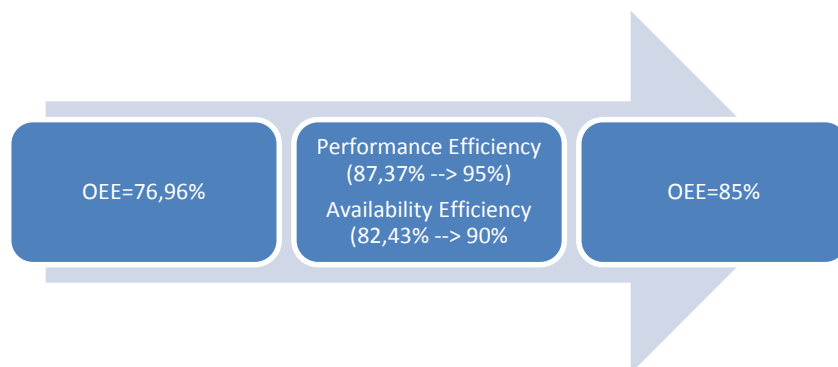 OEE=76,96%
Performance Efficiency
(87,37% --> 95%)
Availability Efficiency
(82,43% --> 90%
OEE=85%